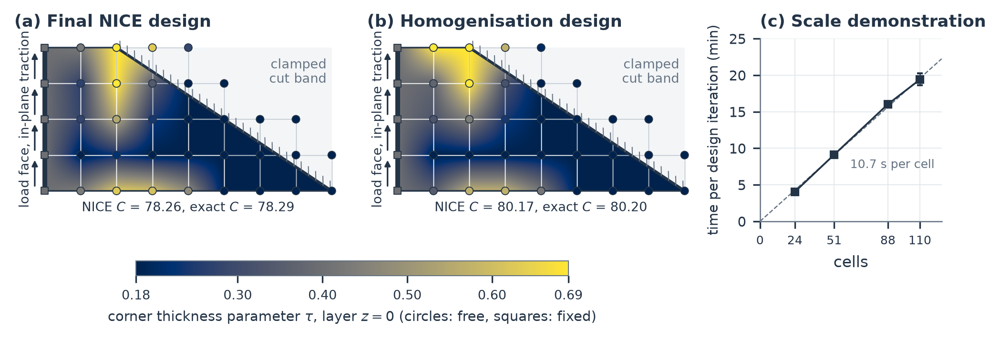 (a) Final NICE design
load face, in-plane traction
clamped
cut band
NICE C = 78.26, exact C = 78.29
(b) Homogenisation design
load face, in-plane traction
clamped
cut band
NICE C = 80.17, exact C = 80.20
0.18 0.30 0.40 0.50 0.60 0.69
corner thickness parameter τ, layer z = 0 (circles: free, squares: fixed)
(c) Scale demonstration
time per design iteration (min)
25
20
15
10
5
0
10.7 s per cell
0 24 51 88 110
cells